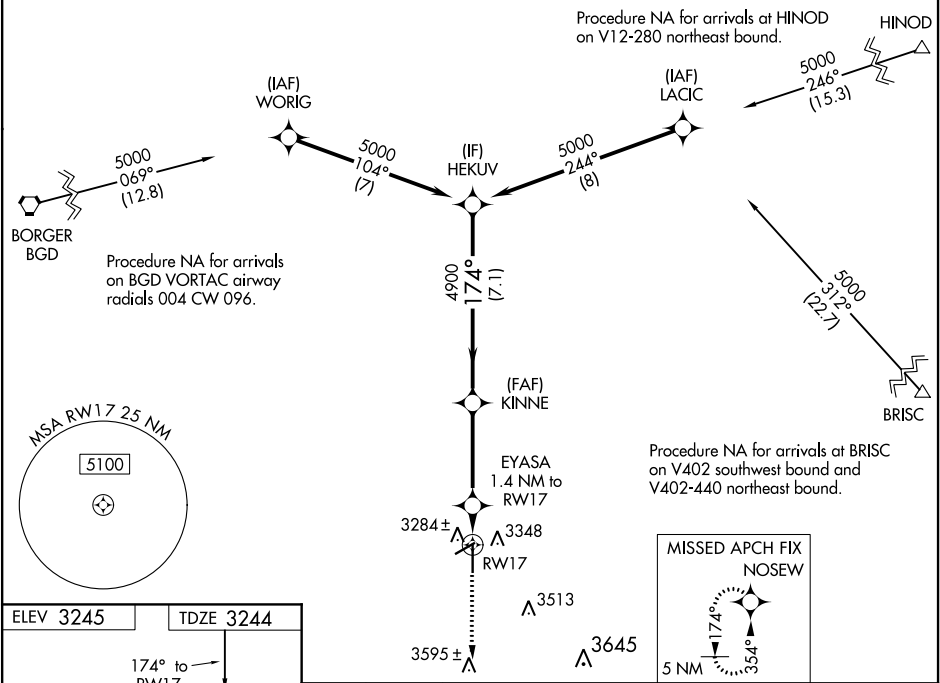 Procedure NA for arrivals at HINOD
on V12-280 northeast bound.
HINOD
5000
246°
(15.3)
(IAF)
WORIG
(IAF)
LACIC
5000
104°
(7)
(IF)
HEKUV
5000
244°
(8)
5000
069°
(12.8)
BORGER
BGD
Procedure NA for arrivals
on BGD VORTAC airway
radials 004 CW 096.
4900
174°
(7.1)
5000
312°
(22.7)
BRISC
(FAF)
KINNE
MSA RW17 25 NM
5100
EYASA
1.4 NM to
RW17
Procedure NA for arrivals at BRISC
on V402 southwest bound and
V402-440 northeast bound.
3284±
3348
RW17
3513
3595±
3645
MISSED APCH FIX
NOSEW
174°
354°
5 NM
ELEV 3245
TDZE 3244
174° to
RW17